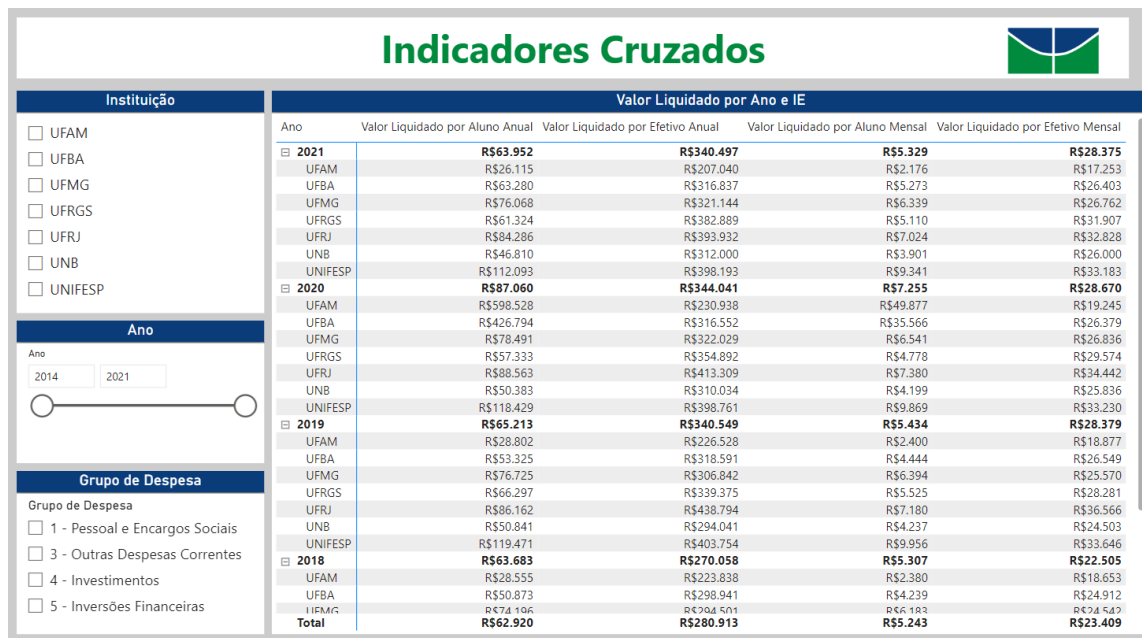 Indicadores Cruzados
Instituição
UFAM
UFBA
UFMG
UFRGS
UFRJ
UNB
UNIFESP
Ano
Ano
2014 2021
Grupo de Despesa
Grupo de Despesa
1 - Pessoal e Encargos Sociais
3 - Outras Despesas Correntes
4 - Investimentos
5 - Inversões Financeiras
Valor Liquidado por Ano e IE
Ano Valor Liquidado por Aluno Anual Valor Liquidado por Efetivo Anual Valor Liquidado por Aluno Mensal Valor Liquidado por Efetivo Mensal
2021 R$63.952 R$340.497 R$5.329 R$28.375
UFAM R$26.115 R$207.040 R$2.176 R$17.253
UFBA R$63.280 R$316.837 R$5.273 R$26.403
UFMG R$76.068 R$321.144 R$6.339 R$26.762
UFRGS R$61.324 R$382.889 R$5.110 R$31.907
UFRJ R$84.286 R$393.932 R$7.024 R$32.828
UNB R$46.810 R$312.000 R$3.901 R$26.000
UNIFESP R$112.093 R$398.193 R$9.341 R$33.183
2020 R$87.060 R$344.041 R$7.255 R$28.670
UFAM R$598.528 R$230.938 R$49.877 R$19.245
UFBA R$426.794 R$316.552 R$35.566 R$26.379
UFMG R$78.491 R$322.029 R$6.541 R$26.836
UFRGS R$57.333 R$354.892 R$4.778 R$29.574
UFRJ R$88.563 R$413.309 R$7.380 R$34.442
UNB R$50.383 R$310.034 R$4.199 R$25.836
UNIFESP R$118.429 R$398.761 R$9.869 R$33.230
2019 R$65.213 R$340.549 R$5.434 R$28.379
UFAM R$28.802 R$226.528 R$2.400 R$18.877
UFBA R$53.325 R$318.591 R$4.444 R$26.549
UFMG R$76.725 R$306.842 R$6.394 R$25.570
UFRGS R$66.297 R$339.375 R$5.525 R$28.281
UFRJ R$86.162 R$438.794 R$7.180 R$36.566
UNB R$50.841 R$294.041 R$4.237 R$24.503
UNIFESP R$119.471 R$403.754 R$9.956 R$33.646
2018 R$63.683 R$270.058 R$5.307 R$22.505
UFAM R$28.555 R$223.838 R$2.380 R$18.653
UFBA R$50.873 R$298.941 R$4.239 R$24.912
UFMG R$74.196 R$294.501 R$6.183 R$24.542
Total R$62.920 R$280.913 R$5.243 R$23.409